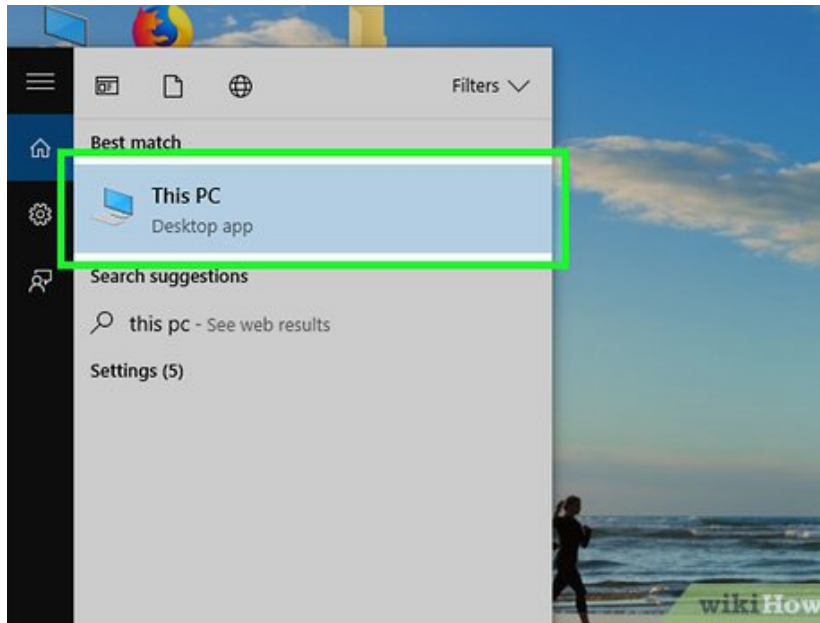 Filters
Best match
This PC
Desktop app
Search suggestions
this pc - See web results
Settings (5)
wikiHow